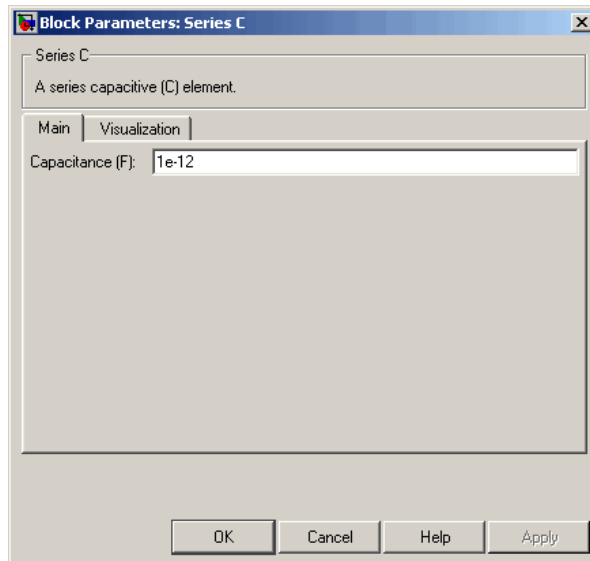 Block Parameters: Series C
Series C
A series capacitive (C) element.
Main Visualization
Capacitance (F): 1e-12
OK Cancel Help Apply